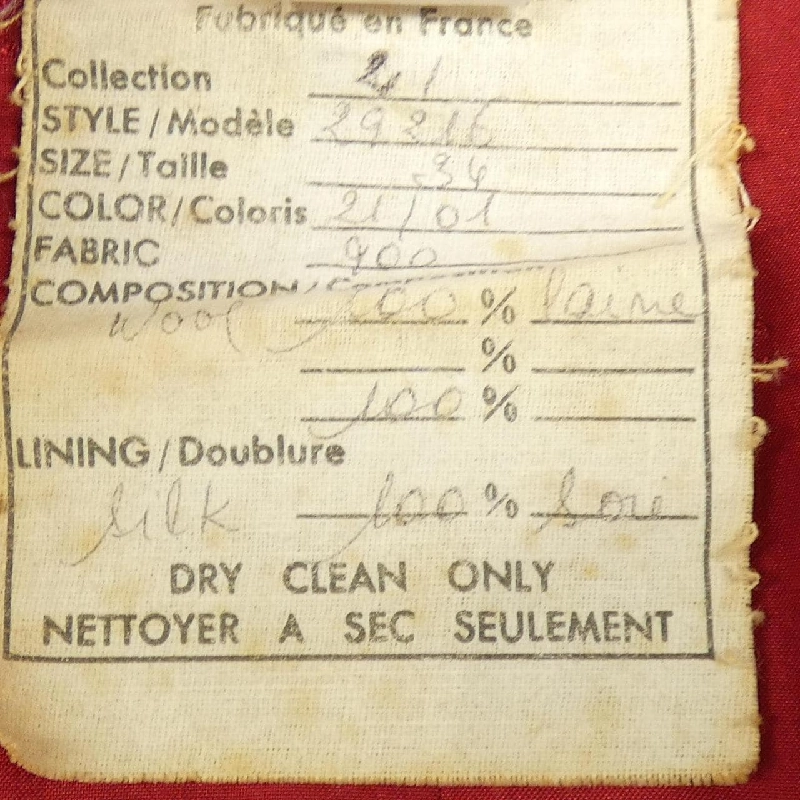 Fabriqué en France
Collection 21
STYLE / Modèle 29216
SIZE / Taille 34
COLOR / Coloris 21/01
FABRIC 900
COMPOSITION /
wool 100 % laine
%
100 %
LINING / Doublure
silk 100 % soie
DRY CLEAN ONLY
NETTOYER A SEC SEULEMENT